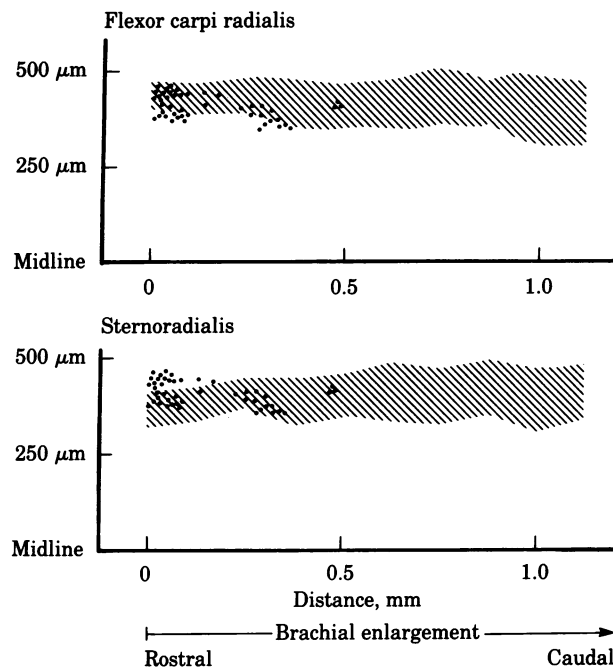 Flexor carpi radialis
500 μm
250 μm
Midline
0 0.5 1.0
Sternoradialis
500 μm
250 μm
Midline
0 0.5 1.0
Distance, mm
Brachial enlargement
Rostral Caudal